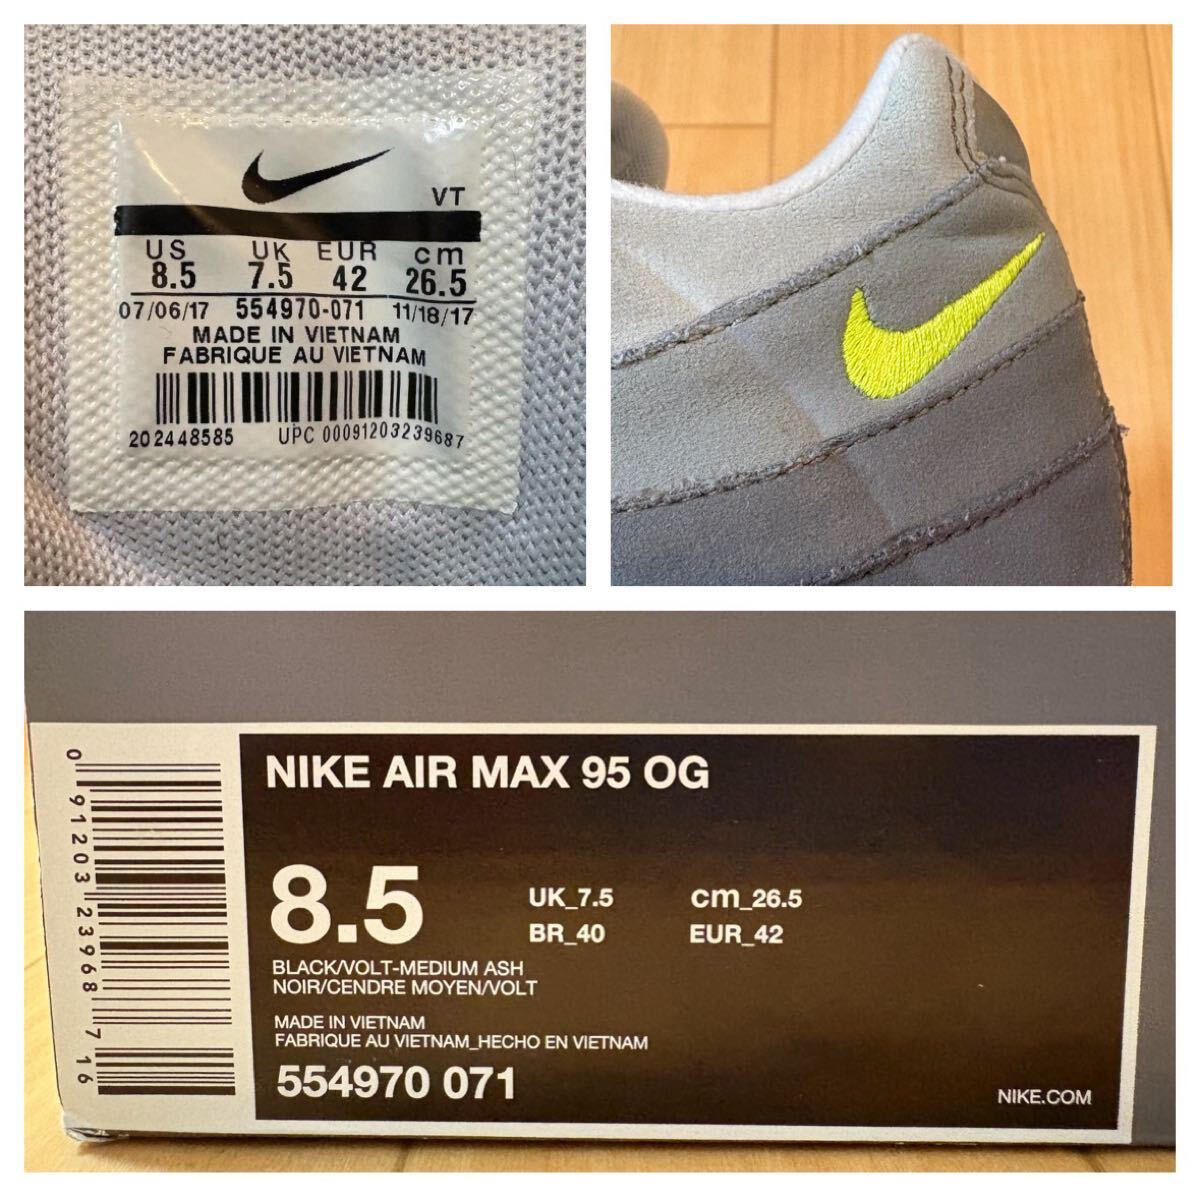 VT
US UK EUR cm
8.5 7.5 42 26.5
07/06/17 554970-071 11/18/17
MADE IN VIETNAM
FABRIQUE AU VIETNAM
202448585 UPC 00091203239687
0 91203 23968 7 16
NIKE AIR MAX 95 OG
8.5 UK_7.5 cm_26.5
BR_40 EUR_42
BLACK/VOLT-MEDIUM ASH
NOIR/CENDRE MOYEN/VOLT
MADE IN VIETNAM
FABRIQUE AU VIETNAM_HECHO EN VIETNAM
554970 071
NIKE.COM